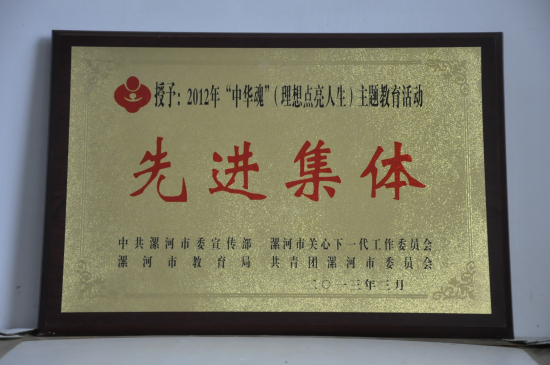 授予：2012年“中华魂”（理想点亮人生）主题教育活动
先进集体
中共漯河市委宣传部 漯河市关心下一代工作委员会
漯河市教育局 共青团漯河市委员会
二〇一三年三月